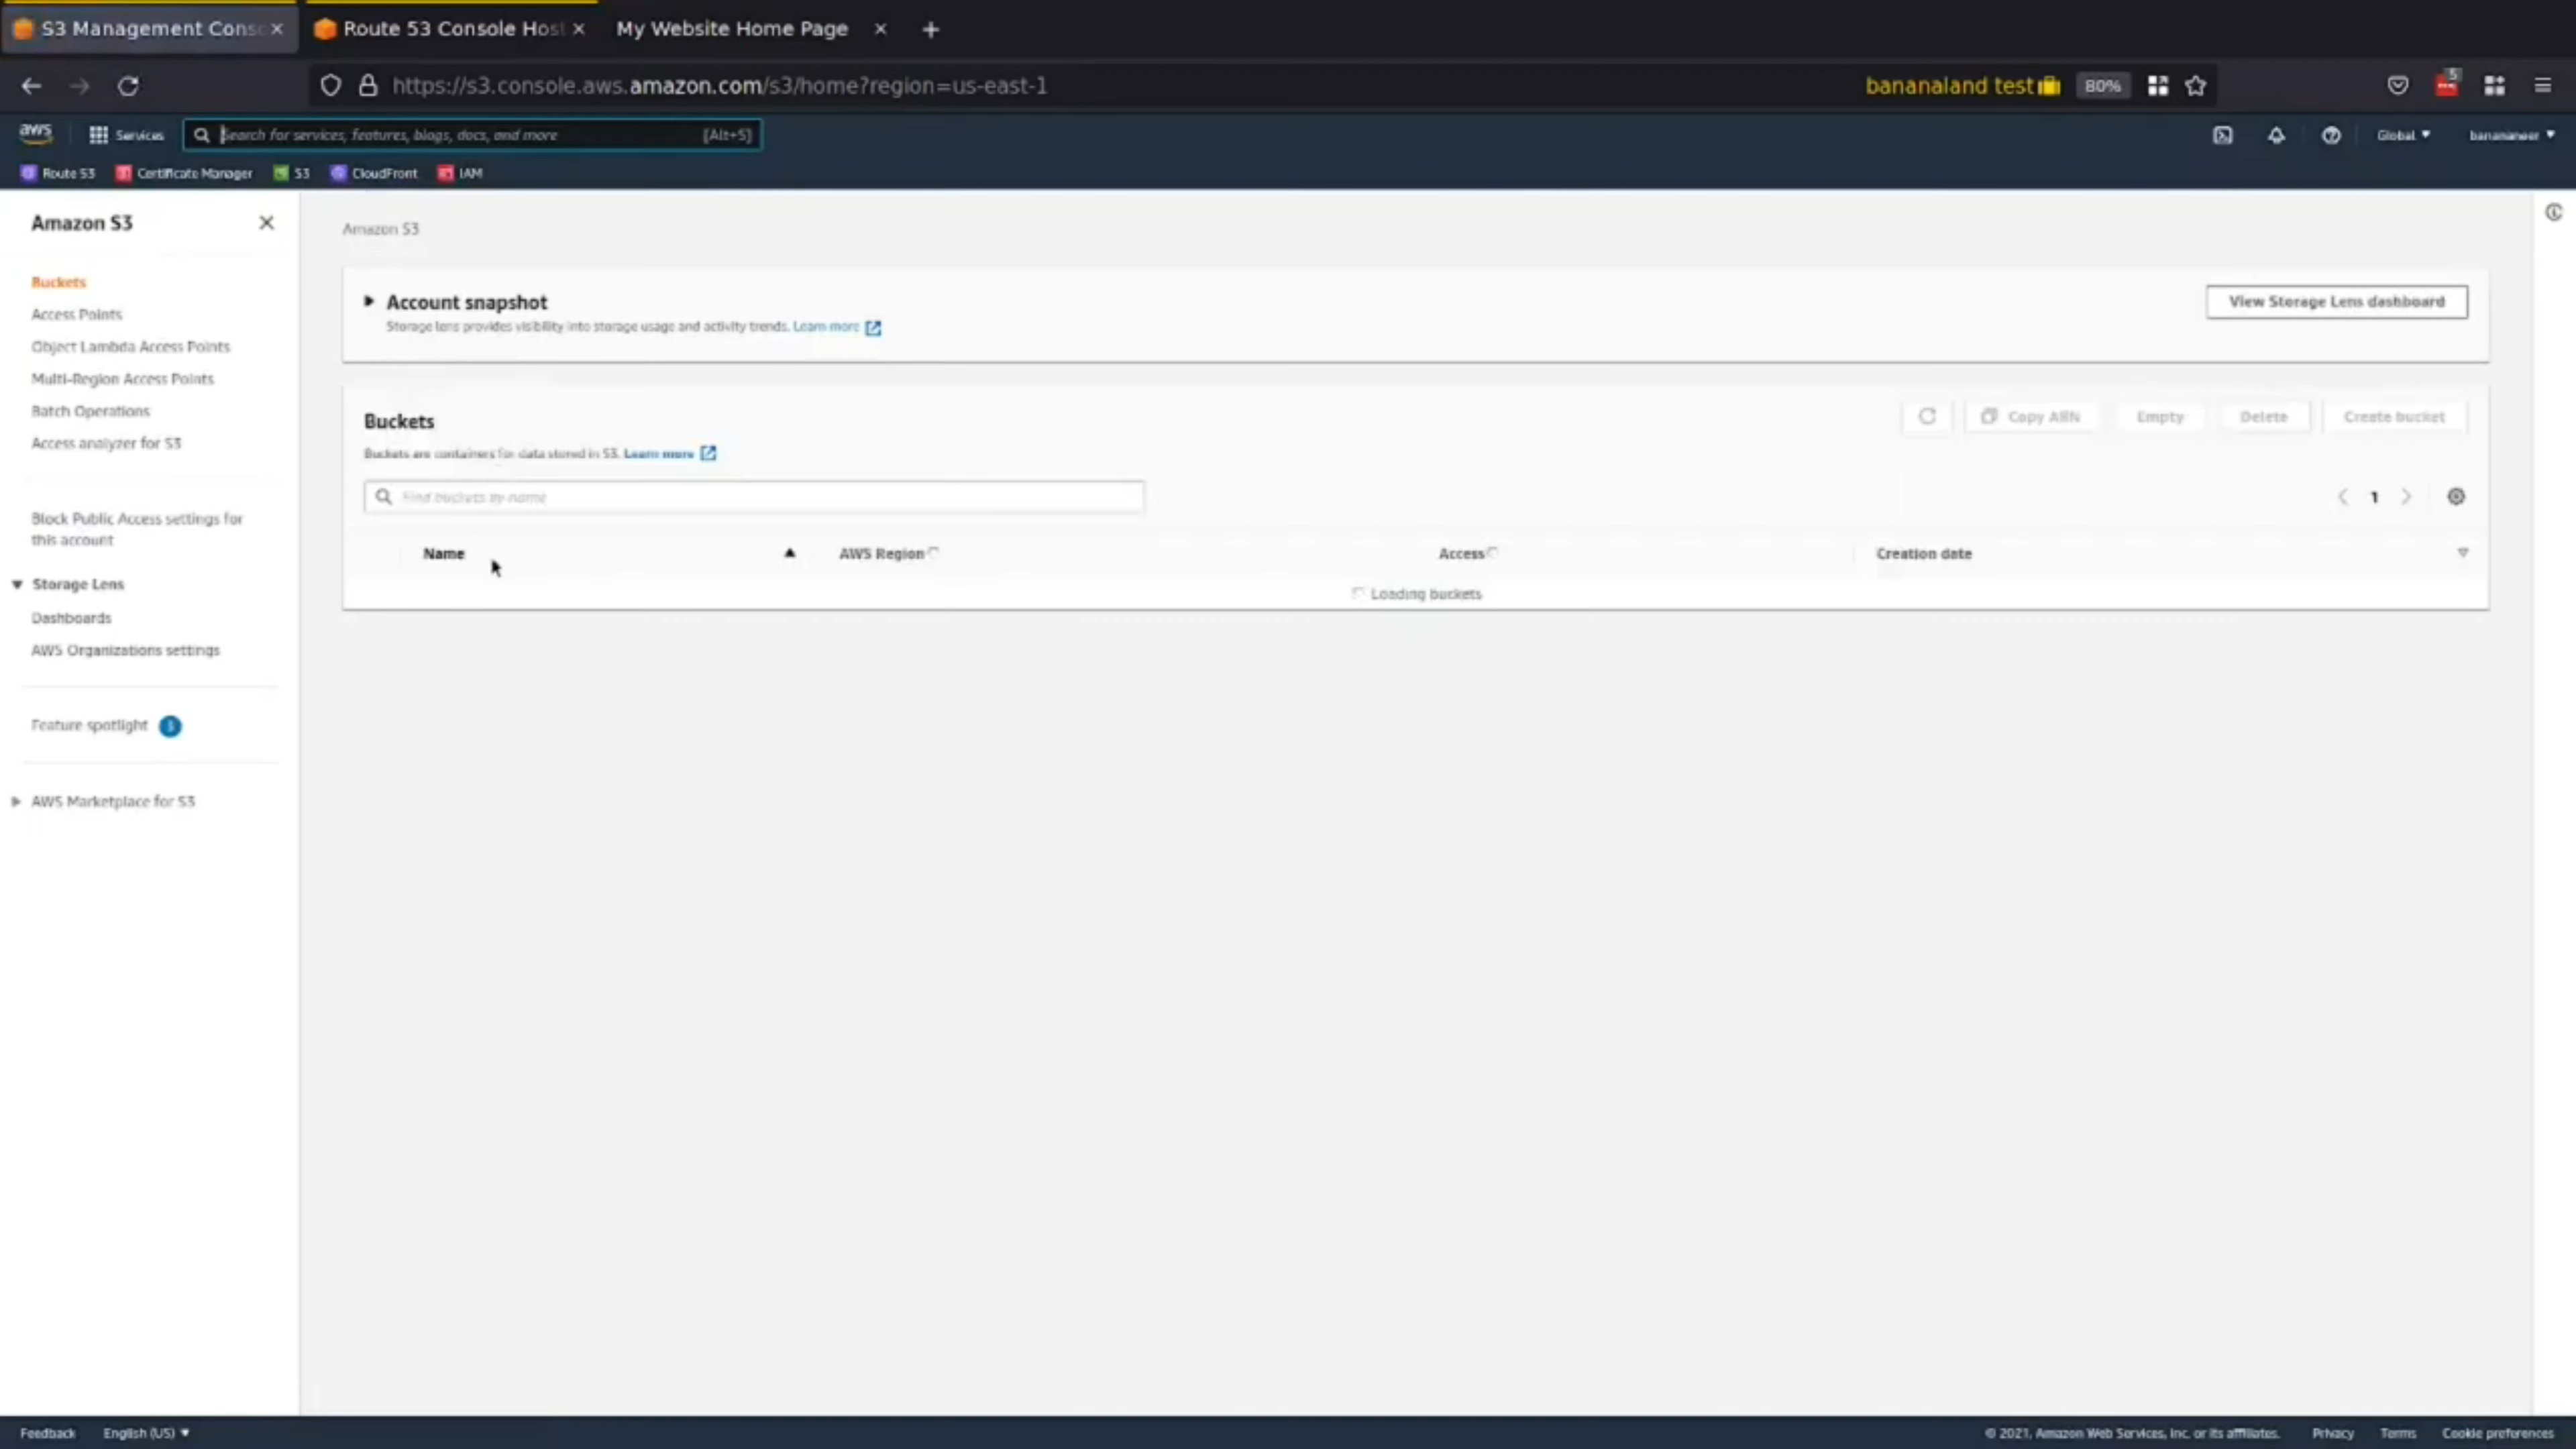 S3 Management Consc
Route 53 Console Host
My Website Home Page
https://s3.console.aws.amazon.com/s3/home?region=us-east-1
bananaland test
80%
5
aws
Services
Search for services, features, blogs, docs, and more
[Alt+S]
Global
banananeer
Route 53
Certificate Manager
S3
CloudFront
IAM
Amazon S3
Buckets
Access Points
Object Lambda Access Points
Multi-Region Access Points
Batch Operations
Access analyzer for S3
Block Public Access settings for
this account
Storage Lens
Dashboards
AWS Organizations settings
Feature spotlight 3
AWS Marketplace for S3
Amazon S3
Account snapshot
Storage lens provides visibility into storage usage and activity trends. Learn more
View Storage Lens dashboard
Buckets
Buckets are containers for data stored in S3. Learn more
Copy ARN
Empty
Delete
Create bucket
Find buckets by name
1
Name
AWS Region
Access
Creation date
Loading buckets
Feedback
English (US)
© 2021, Amazon Web Services, Inc. or its affiliates.
Privacy
Terms
Cookie preferences